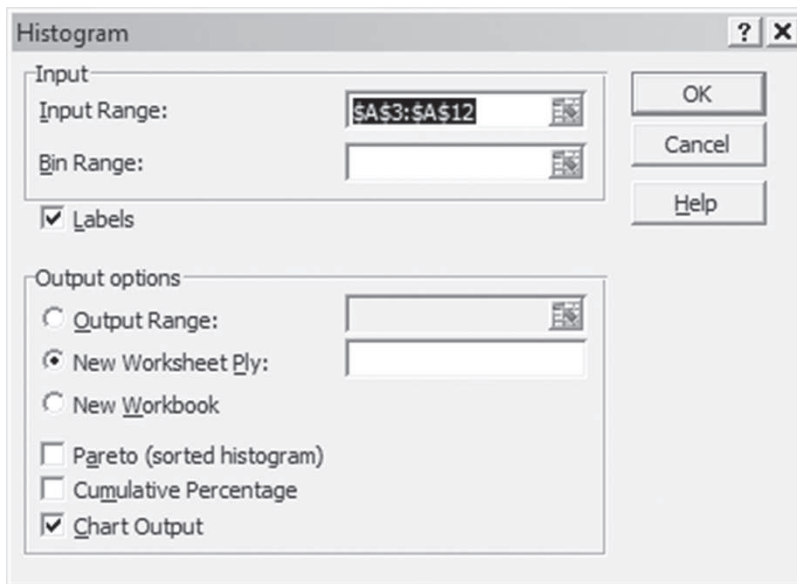 Histogram
? X
Input
Input Range:
$A$3:$A$12
Bin Range:
Labels
OK
Cancel
Help
Output options
Output Range:
New Worksheet Ply:
New Workbook
Pareto (sorted histogram)
Cumulative Percentage
Chart Output